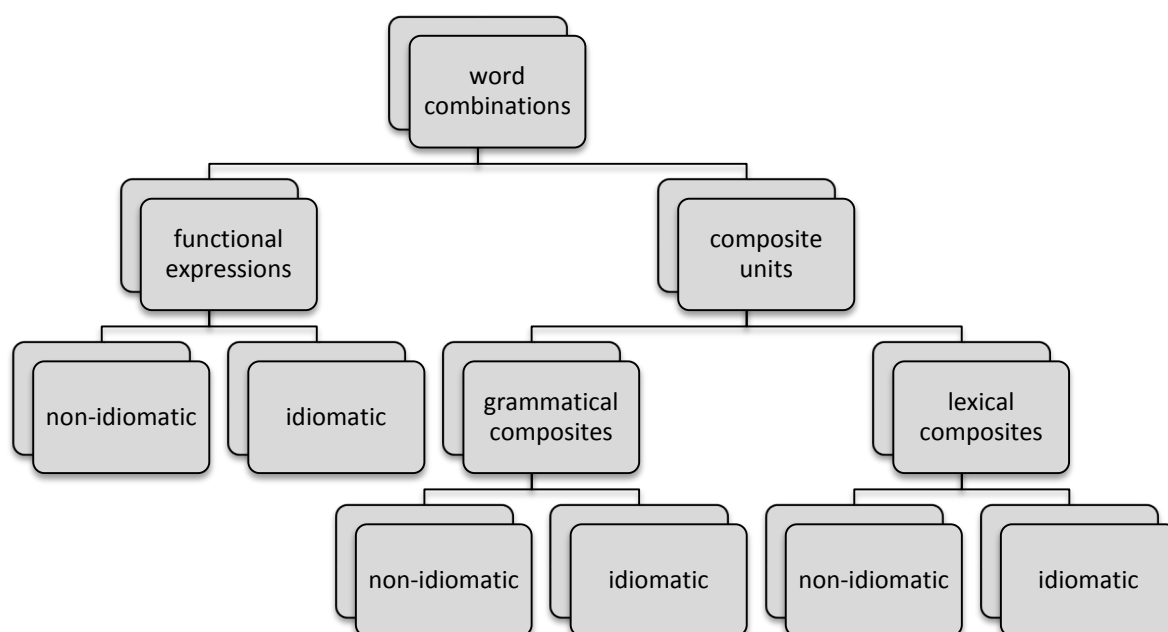 word
combinations
functional
expressions
composite
units
non-idiomatic
idiomatic
grammatical
composites
lexical
composites
non-idiomatic
idiomatic
non-idiomatic
idiomatic